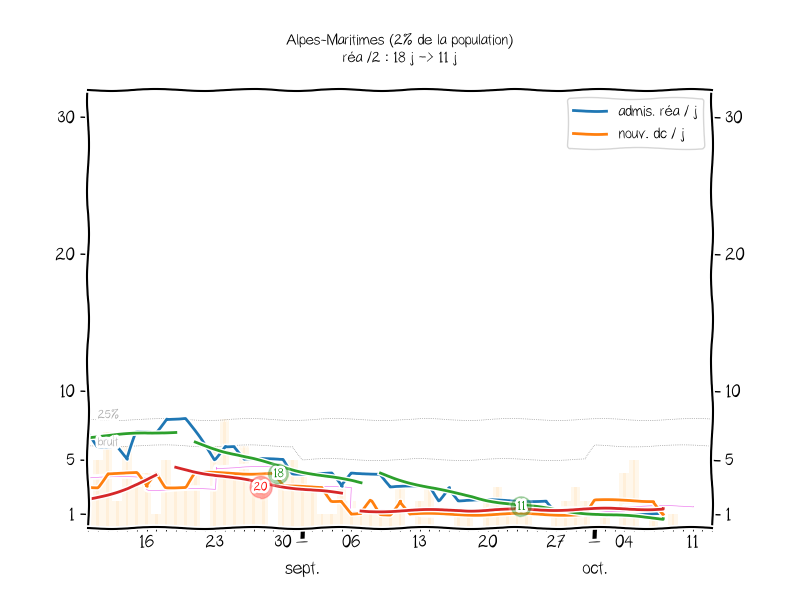 Alpes-Maritimes (2% de la population)
réa /2 : 18 j -> 11 j
admis. réa / j
nouv. dc / j
30
30
20
20
10
10
25%
bruit
5
5
18
20
11
1
1
16 23 30 06 13 20 27 04 11
sept. oct.